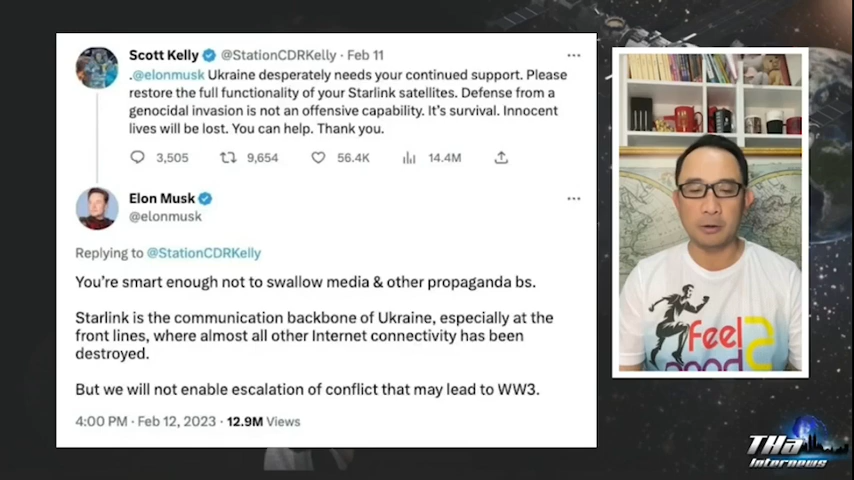 Scott Kelly @StationCDRKelly · Feb 11
.@elonmusk Ukraine desperately needs your continued support. Please
restore the full functionality of your Starlink satellites. Defense from a
genocidal invasion is not an offensive capability. It's survival. Innocent
lives will be lost. You can help. Thank you.
3,505 9,654 56.4K 14.4M
Elon Musk
@elonmusk
Replying to @StationCDRKelly
You're smart enough not to swallow media & other propaganda bs.
Starlink is the communication backbone of Ukraine, especially at the
front lines, where almost all other Internet connectivity has been
destroyed.
But we will not enable escalation of conflict that may lead to WW3.
4:00 PM · Feb 12, 2023 · 12.9M Views
Feel
good
THa
Internews